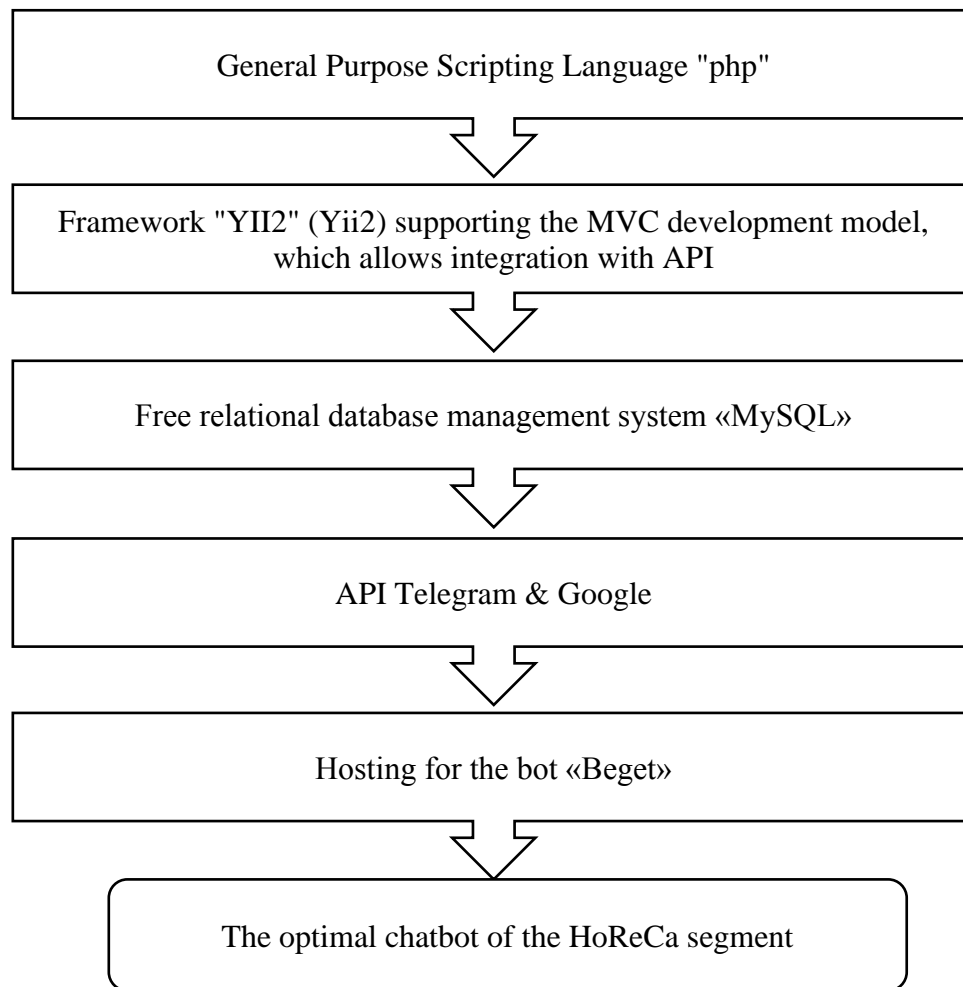 General Purpose Scripting Language "php"
Framework "YII2" (Yii2) supporting the MVC development model,
which allows integration with API
Free relational database management system «MySQL»
API Telegram & Google
Hosting for the bot «Beget»
The optimal chatbot of the HoReCa segment